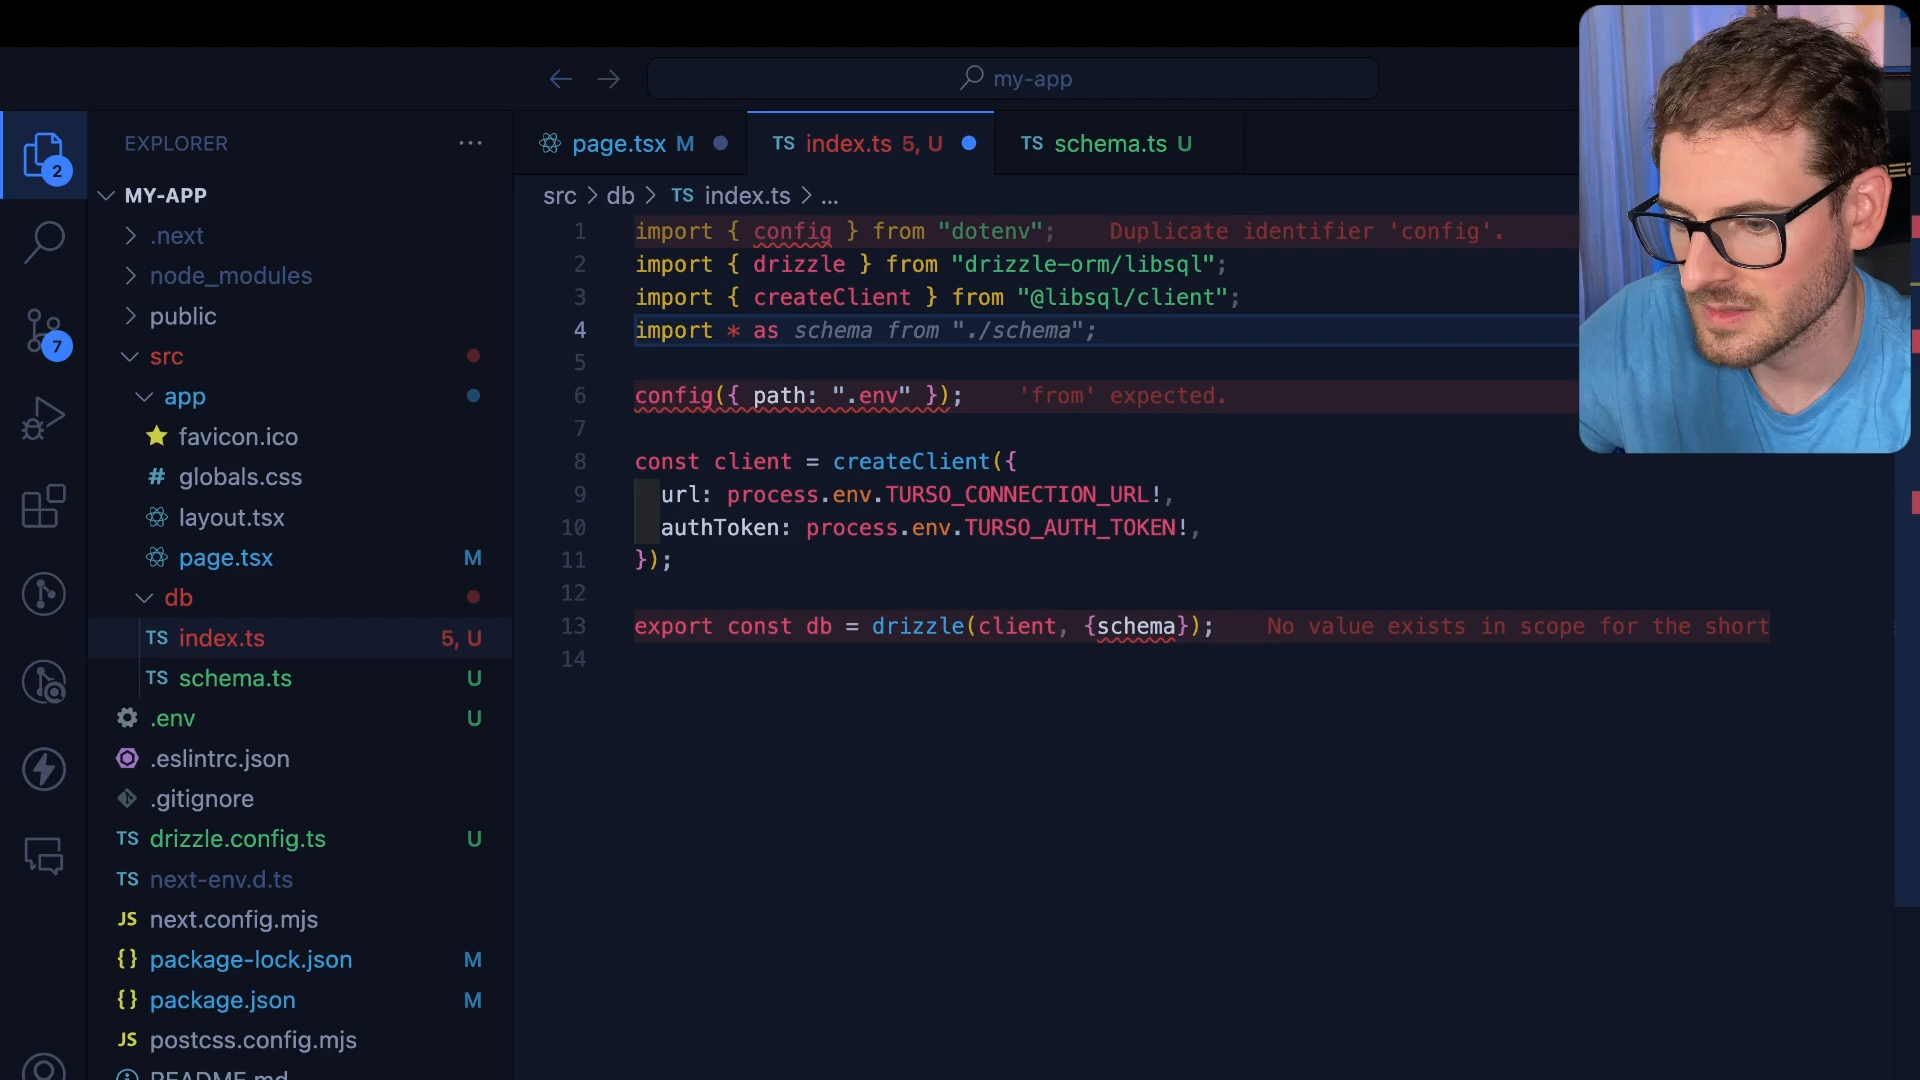 my-app
EXPLORER
2
MY-APP
.next
node_modules
public
7
src
app
favicon.ico
# globals.css
layout.tsx
page.tsx M
db
TS index.ts 5, U
TS schema.ts U
.env U
.eslintrc.json
.gitignore
TS drizzle.config.ts U
TS next-env.d.ts
JS next.config.mjs
{} package-lock.json M
{} package.json M
JS postcss.config.mjs
README.md
page.tsx M
TS index.ts 5, U
TS schema.ts U
src > db > TS index.ts > ...
1 import { config } from "dotenv"; Duplicate identifier 'config'.
2 import { drizzle } from "drizzle-orm/libsql";
3 import { createClient } from "@libsql/client";
4 import * as schema from "./schema";
5
6 config({ path: ".env" }); 'from' expected.
7
8 const client = createClient({
9 url: process.env.TURSO_CONNECTION_URL!,
10 authToken: process.env.TURSO_AUTH_TOKEN!,
11 });
12
13 export const db = drizzle(client, {schema}); No value exists in scope for the short
14